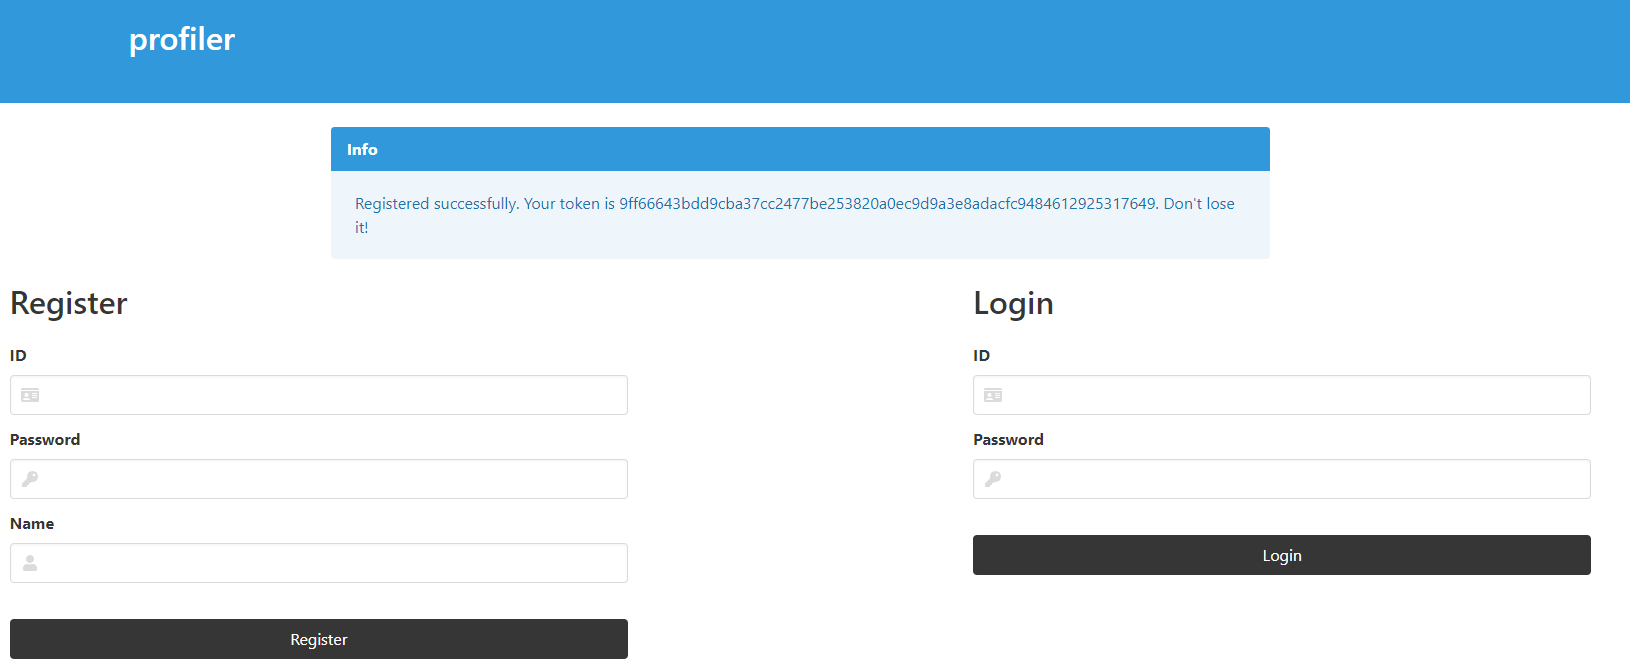 profiler
Info
Registered successfully. Your token is 9ff66643bdd9cba37cc2477be253820a0ec9d9a3e8adacfc9484612925317649. Don't lose
it!
Register
ID
Password
Name
Register
Login
ID
Password
Login